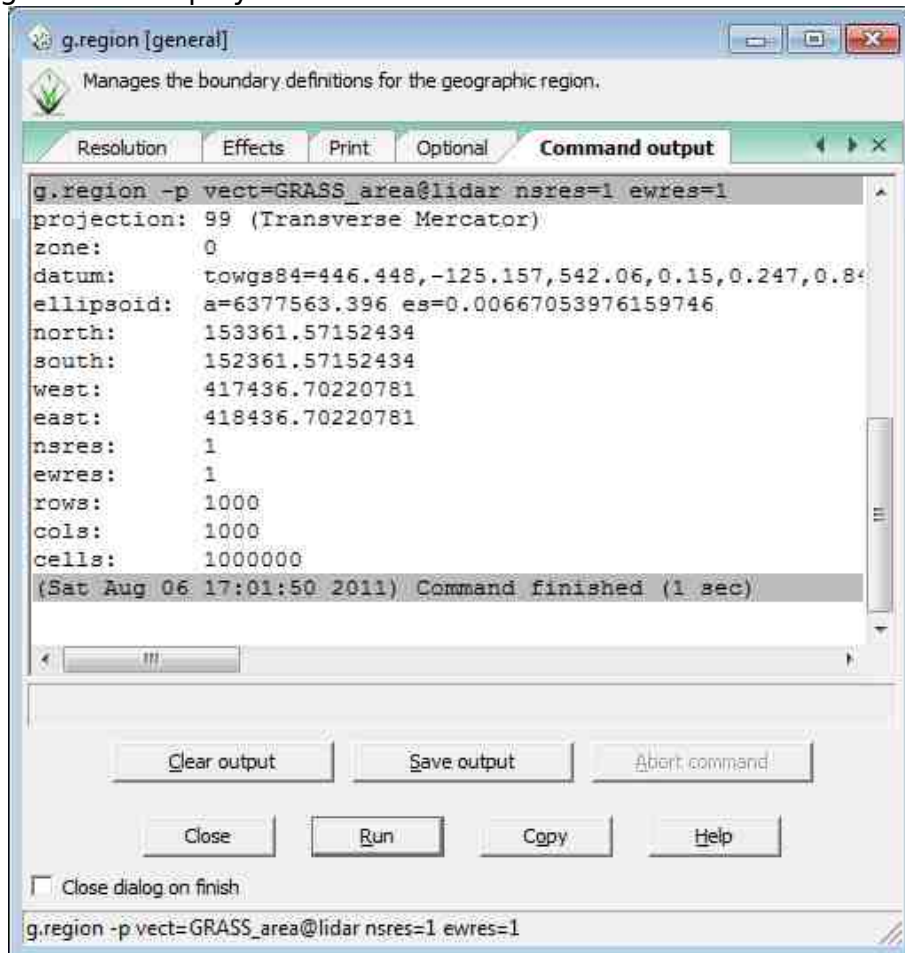 g.region [general]
Manages the boundary definitions for the geographic region.
Resolution Effects Print Optional Command output
g.region -p vect=GRASS_area@lidar nsres=1 ewres=1
projection: 99 (Transverse Mercator)
zone: 0
datum: towgs84=446.448,-125.157,542.06,0.15,0.247,0.84
ellipsoid: a=6377563.396 es=0.00667053976159746
north: 153361.57152434
south: 152361.57152434
west: 417436.70220781
east: 418436.70220781
nsres: 1
ewres: 1
rows: 1000
cols: 1000
cells: 1000000
(Sat Aug 06 17:01:50 2011) Command finished (1 sec)
Clear output Save output Abort command
Close Run Copy Help
Close dialog on finish
g.region -p vect=GRASS_area@lidar nsres=1 ewres=1